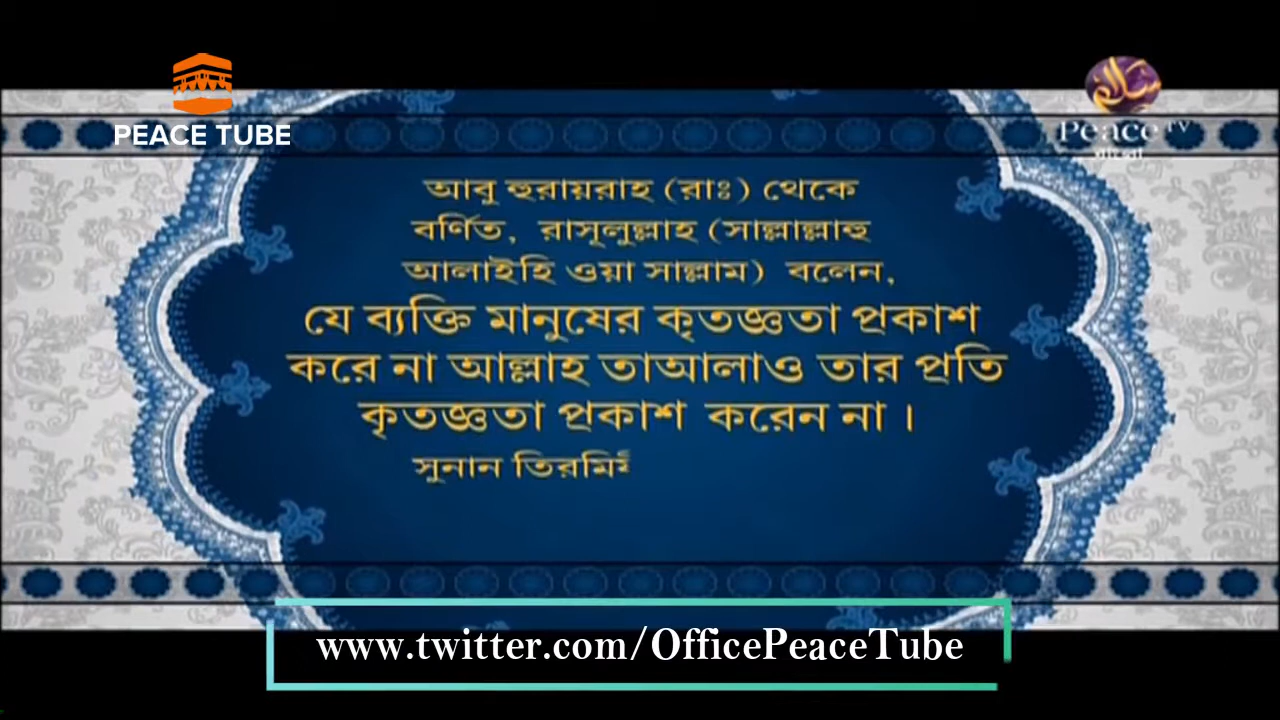 PEACE TUBE
سلام
Peace TV
বাংলা
আবু হুরায়রাহ (রাঃ) থেকে
বর্ণিত, রাসূলুল্লাহ (সাল্লাল্লাহু
আলাইহি ওয়া সাল্লাম) বলেন,
যে ব্যক্তি মানুষের কৃতজ্ঞতা প্রকাশ
করে না আল্লাহ তাআলাও তার প্রতি
কৃতজ্ঞতা প্রকাশ করেন না।
সুনান
www.twitter.com/OfficePeaceTube